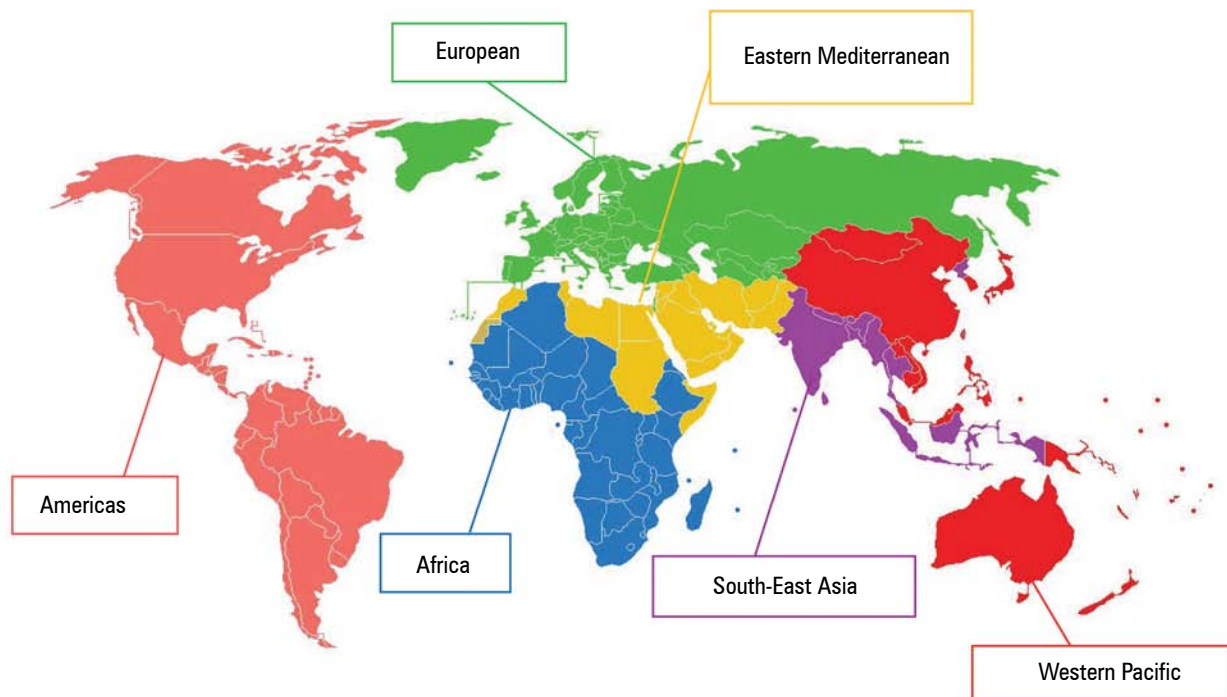 European
Eastern Mediterranean
Americas
Africa
South-East Asia
Western Pacific